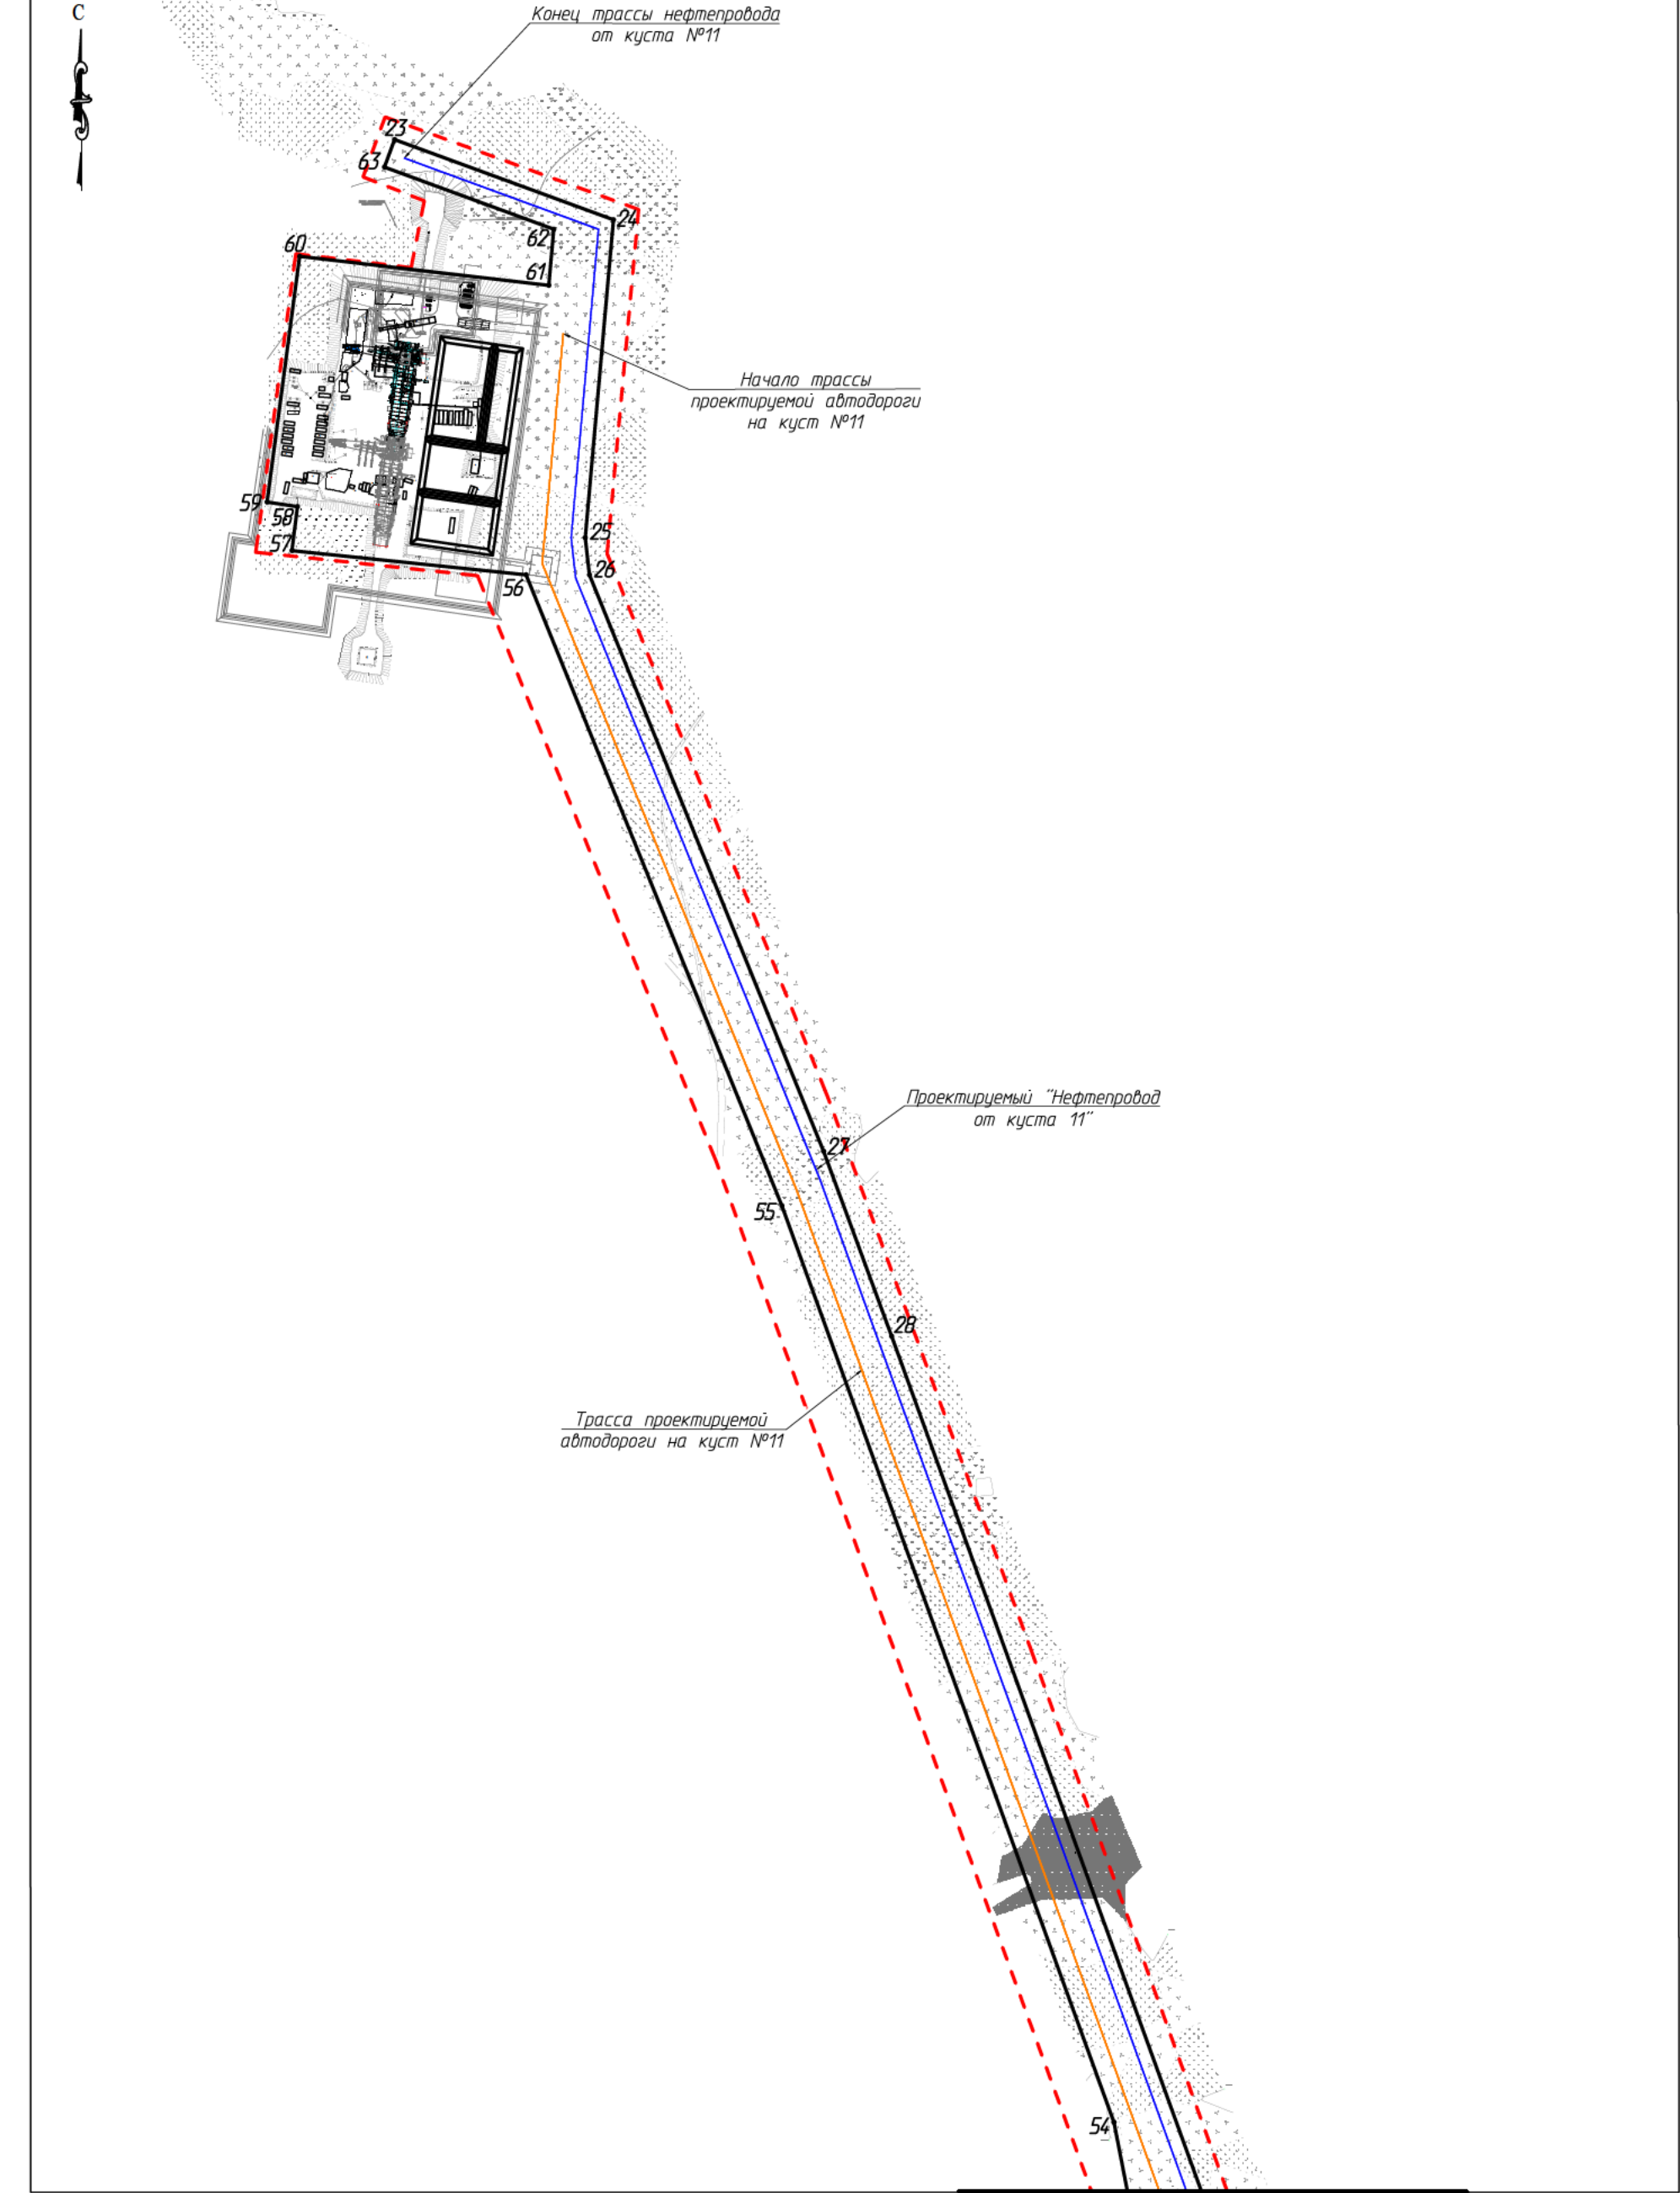 С
Конец трассы нефтепровода
от куста №11
23
63
24
62
60
61
Начало трассы
проектируемой автодороги
на куст №11
59
58
25
57
26
56
Проектируемый "Нефтепровод
от куста 11"
27
55
28
Трасса проектируемой
автодороги на куст №11
54